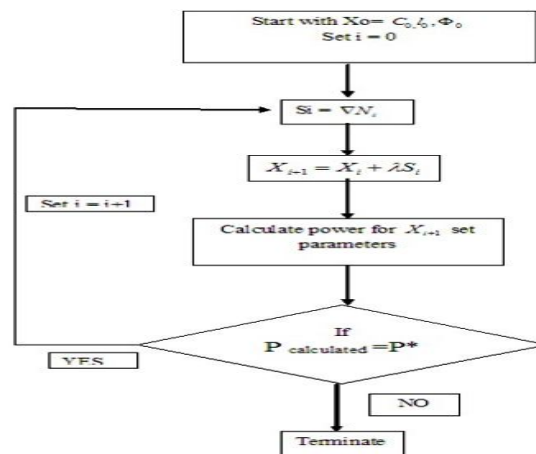 Start with Xo= C₀,l₀,Φ₀
Set i = 0
Si = ∇Nᵢ
Xᵢ₊₁ = Xᵢ + λSᵢ
Set i = i+1
Calculate power for Xᵢ₊₁ set
parameters
If
P calculated =P*
YES
NO
Terminate